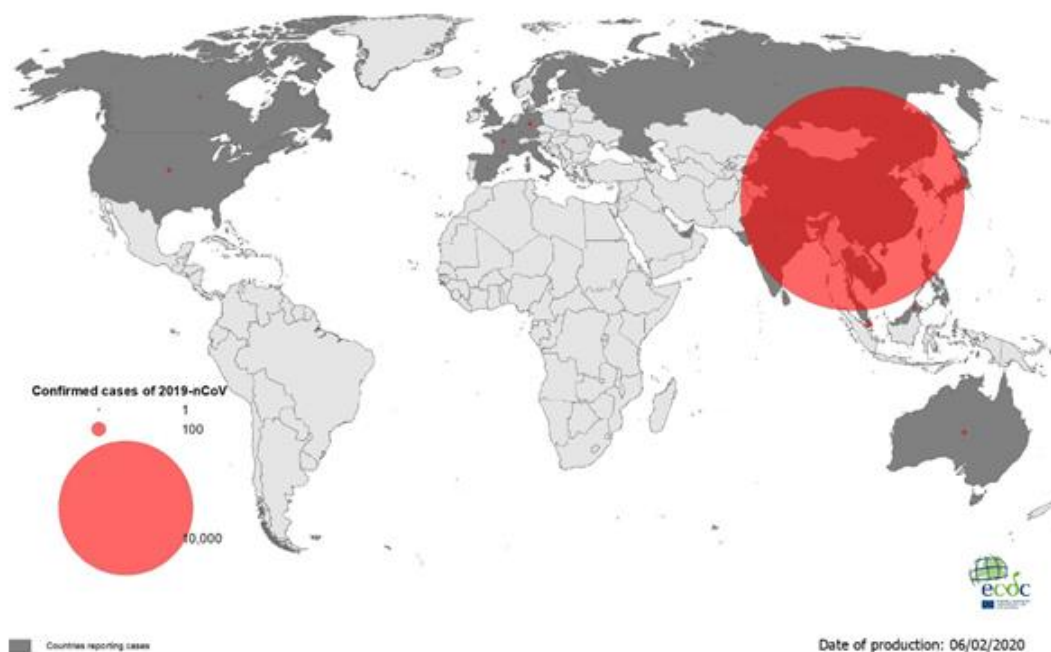 Confirmed cases of 2019-nCoV
1
100
10,000
ecdc
Countries reporting cases
Date of production: 06/02/2020